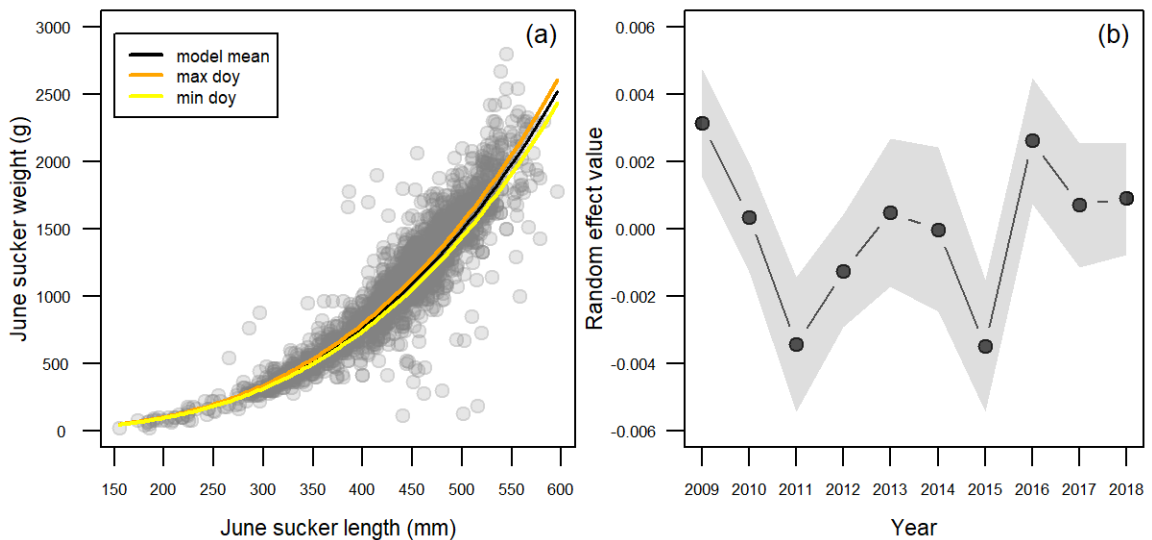 (a)
model mean
max doy
min doy
June sucker weight (g)
3000
2500
2000
1500
1000
500
0
150 200 250 300 350 400 450 500 550 600
June sucker length (mm)
(b)
Random effect value
0.006
0.004
0.002
0.000
-0.002
-0.004
-0.006
2009 2010 2011 2012 2013 2014 2015 2016 2017 2018
Year